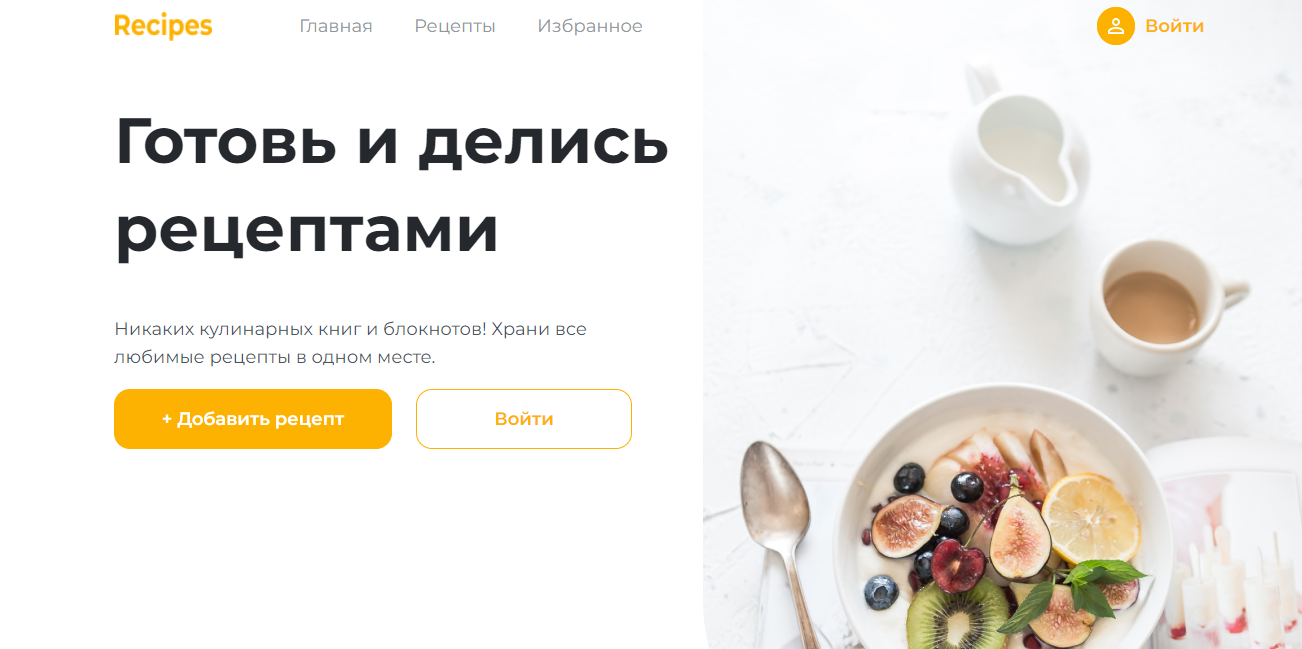 Recipes
Главная
Рецепты
Избранное
Войти
Готовь и делись
рецептами
Никаких кулинарных книг и блокнотов! Храни все
любимые рецепты в одном месте.
+ Добавить рецепт
Войти